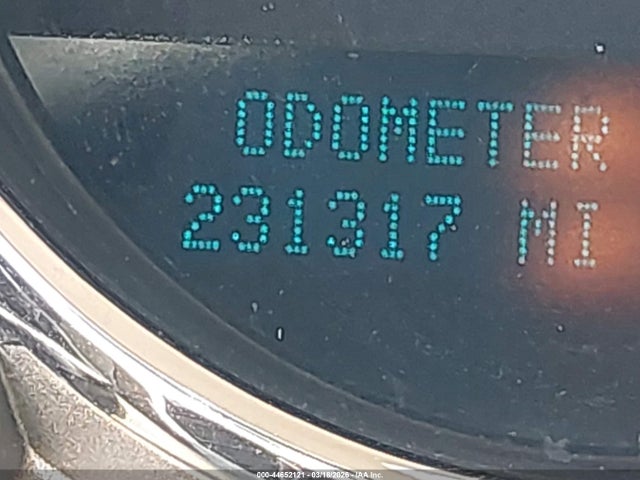 ODOMETER
231317 MI
000-44652121 - 03/18/2026 - IAA Inc.